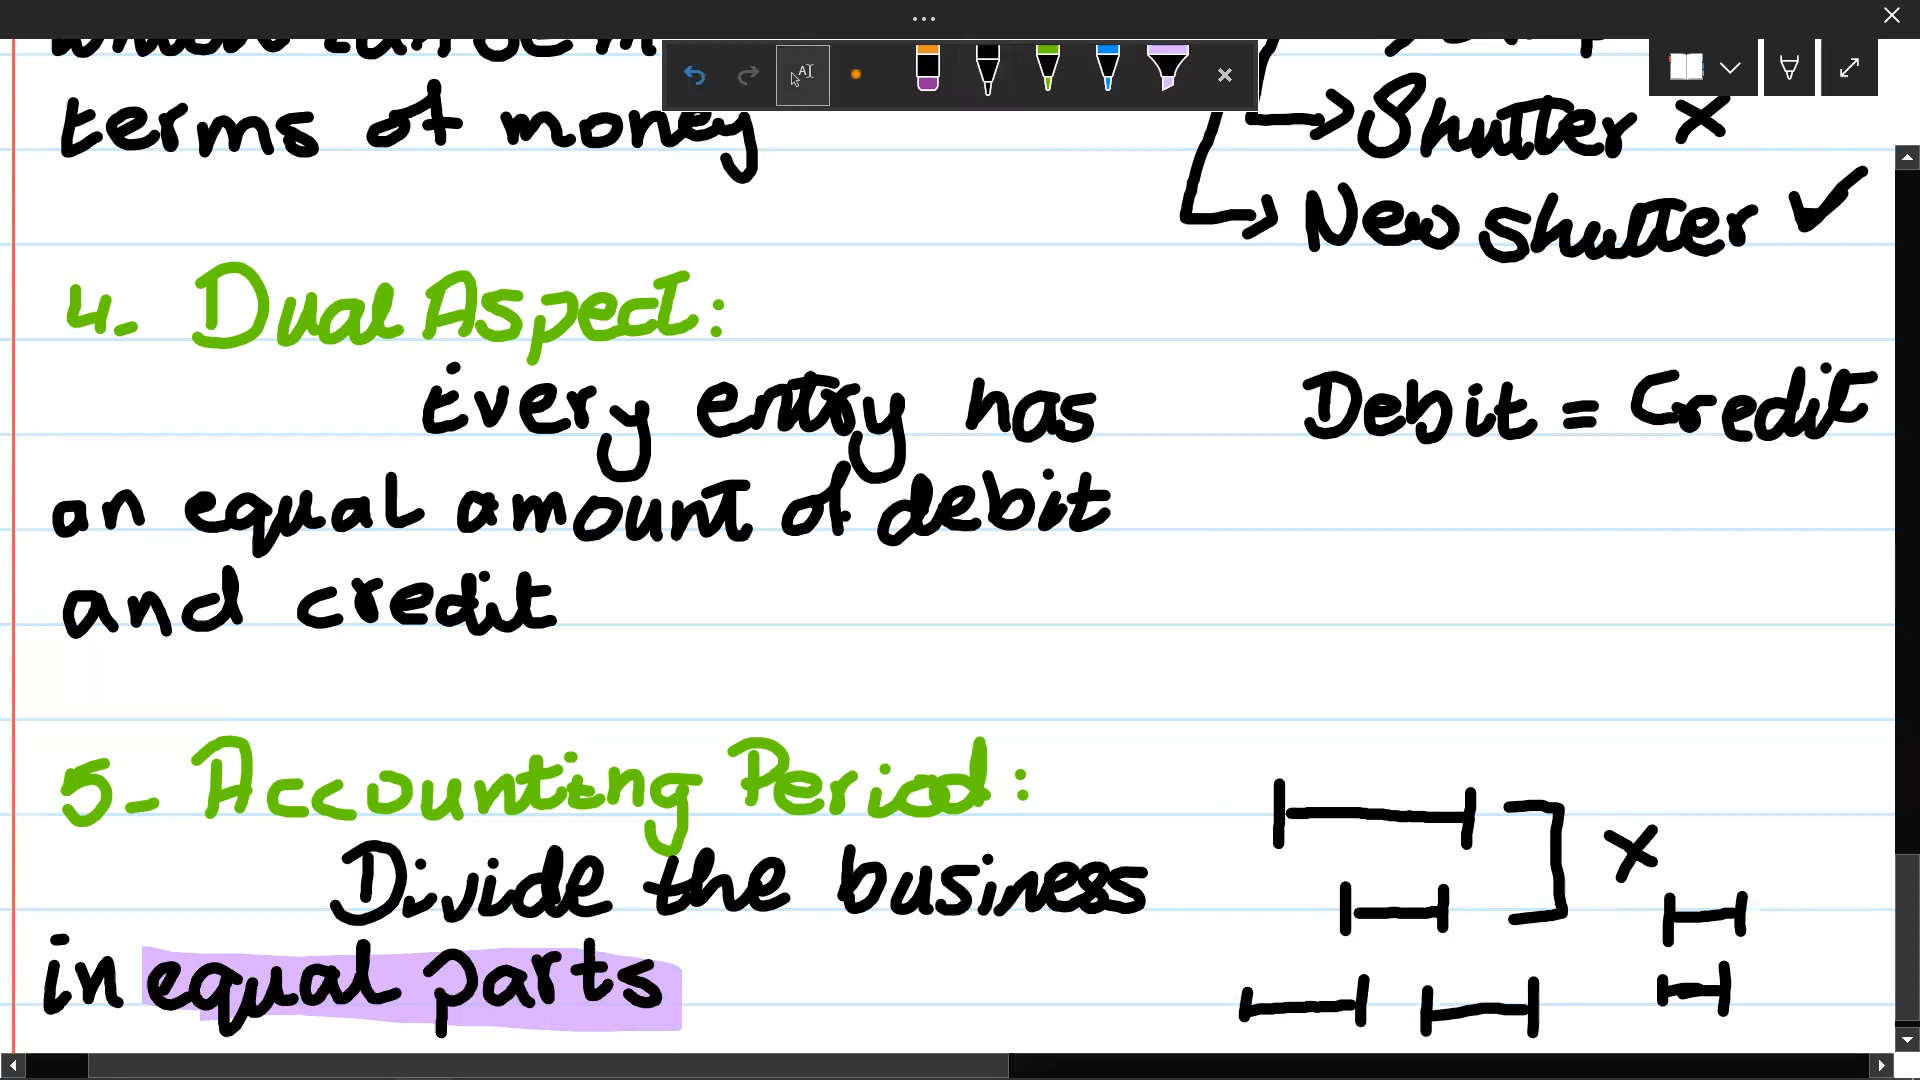 terms of money
→ Shutter ×
→ New shutter ✓
4. Dual Aspect:
Every entry has
an equal amount of debit
and credit
Debit = Credit
5- Accounting Period:
Divide the business
in equal parts
×